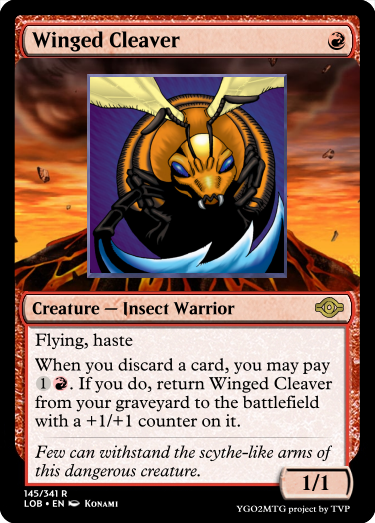 Winged Cleaver
Creature — Insect Warrior
Flying, haste
When you discard a card, you may pay
1 . If you do, return Winged Cleaver
from your graveyard to the battlefield
with a +1/+1 counter on it.
Few can withstand the scythe-like arms of
this dangerous creature.
1/1
145/341 R
LOB • EN Konami
YGO2MTG project by TVP